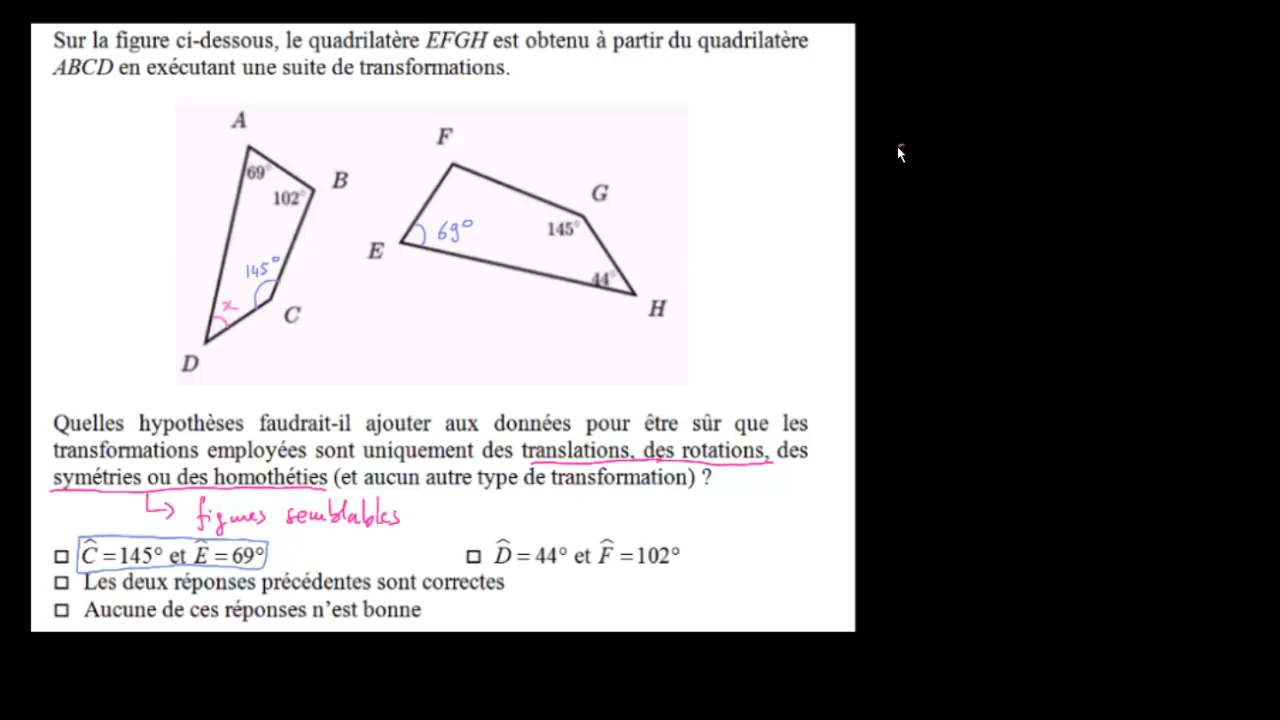 Sur la figure ci-dessous, le quadrilatère EFGH est obtenu à partir du quadrilatère
ABCD en exécutant une suite de transformations.
A
F
69°
B
G
102°
69°
145°
E
145°
44°
x
C
H
D
Quelles hypothèses faudrait-il ajouter aux données pour être sûr que les
transformations employées sont uniquement des translations, des rotations, des
symétries ou des homothéties (et aucun autre type de transformation) ?
↳ figures semblables
□ Ĉ = 145° et Ê = 69° □ D̂ = 44° et F̂ = 102°
□ Les deux réponses précédentes sont correctes
□ Aucune de ces réponses n’est bonne